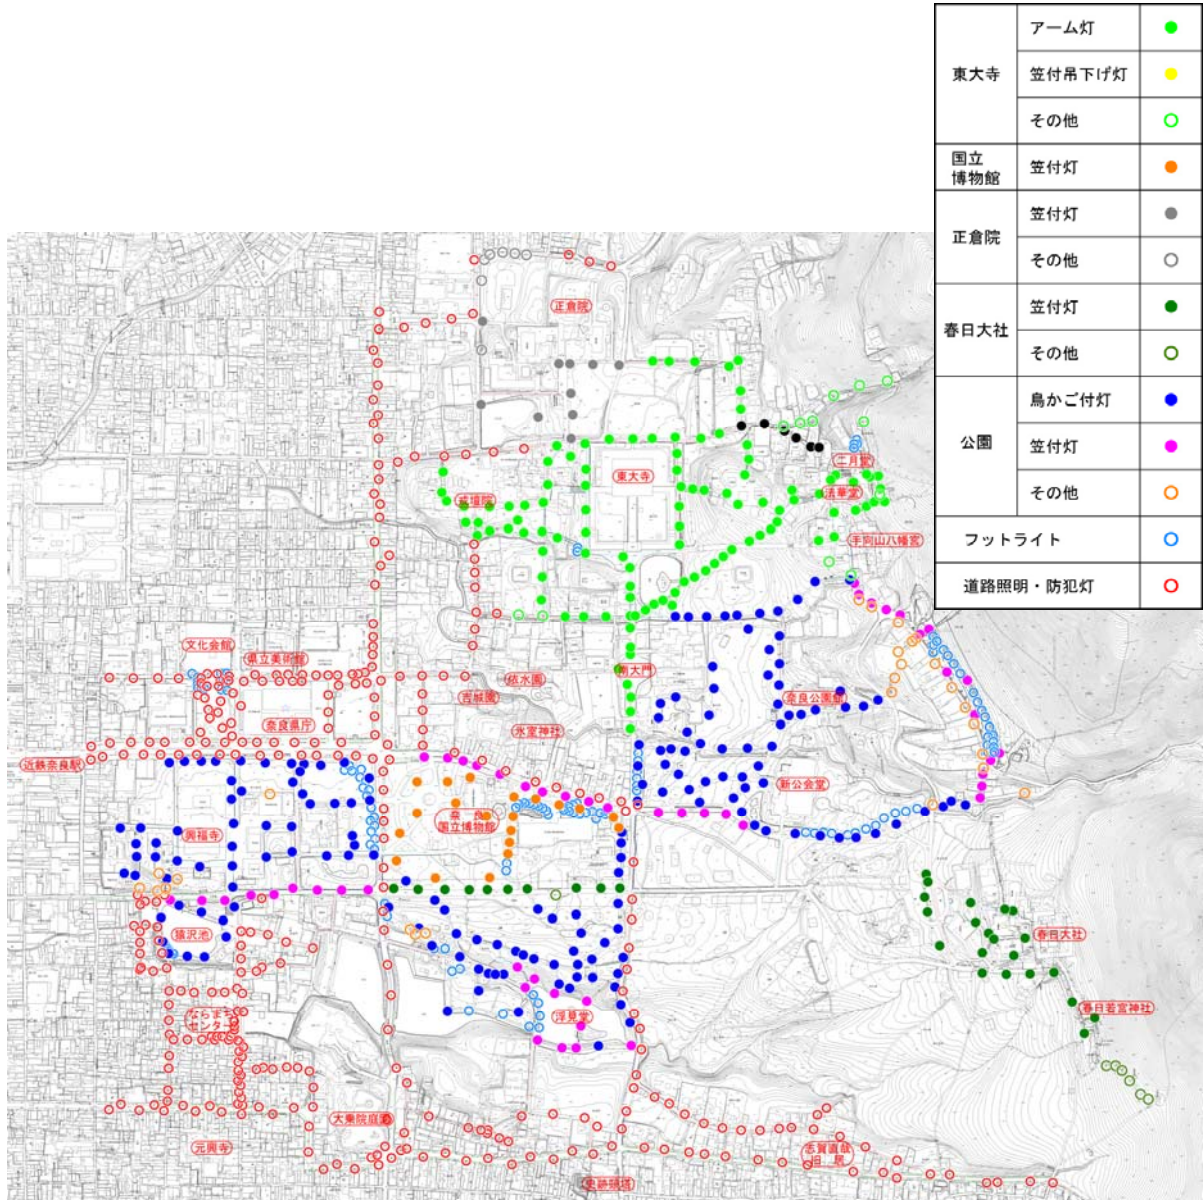 アーム灯
東大寺
笠付吊下げ灯
その他
国立
博物館
笠付灯
笠付灯
正倉院
その他
笠付灯
春日大社
その他
鳥かご付灯
公園
笠付灯
その他
フットライト
道路照明・防犯灯
正倉院
東大寺
二月堂
戒壇院
法華堂
手向山八幡宮
文化会館
県立美術館
依水園
南大門
吉城園
奈良公園館
奈良県庁
氷室神社
近鉄奈良駅
新公会堂
奈良
国立博物館
興福寺
猿沢池
春日大社
ならまち
センター
浮見堂
春日若宮神社
大乗院庭園
元興寺
志賀直哉
旧居
史跡頭塔